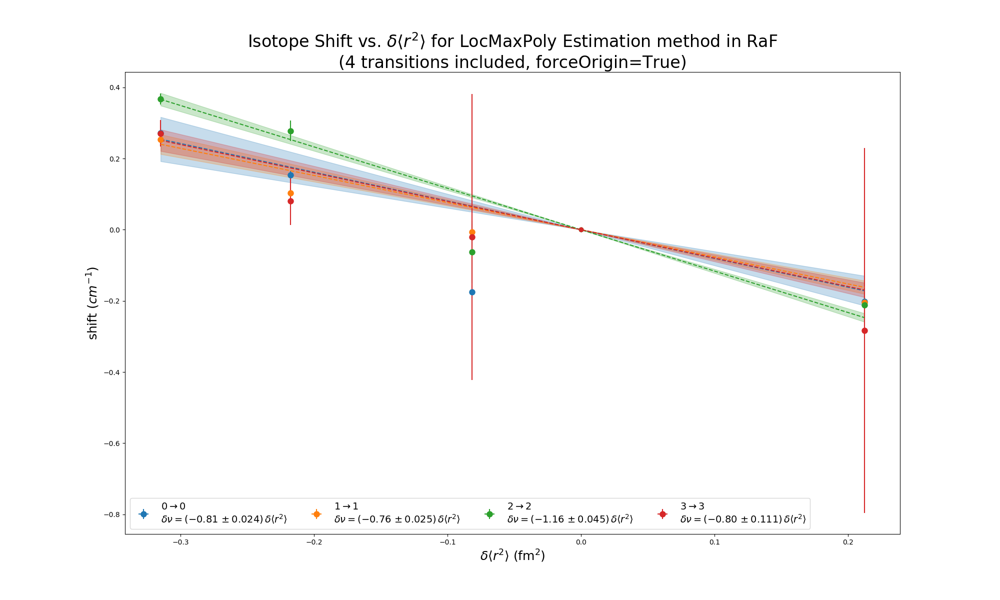 Isotope Shift vs. δ⟨r²⟩ for LocMaxPoly Estimation method in RaF
(4 transitions included, forceOrigin=True)
0.4
0.2
0.0
−0.2
−0.4
−0.6
−0.8
shift (cm⁻¹)
0→0
δν = (−0.81 ± 0.024) δ⟨r²⟩
1→1
δν = (−0.76 ± 0.025) δ⟨r²⟩
2→2
δν = (−1.16 ± 0.045) δ⟨r²⟩
3→3
δν = (−0.80 ± 0.111) δ⟨r²⟩
−0.3 −0.2 −0.1 0.0 0.1 0.2
δ⟨r²⟩ (fm²)